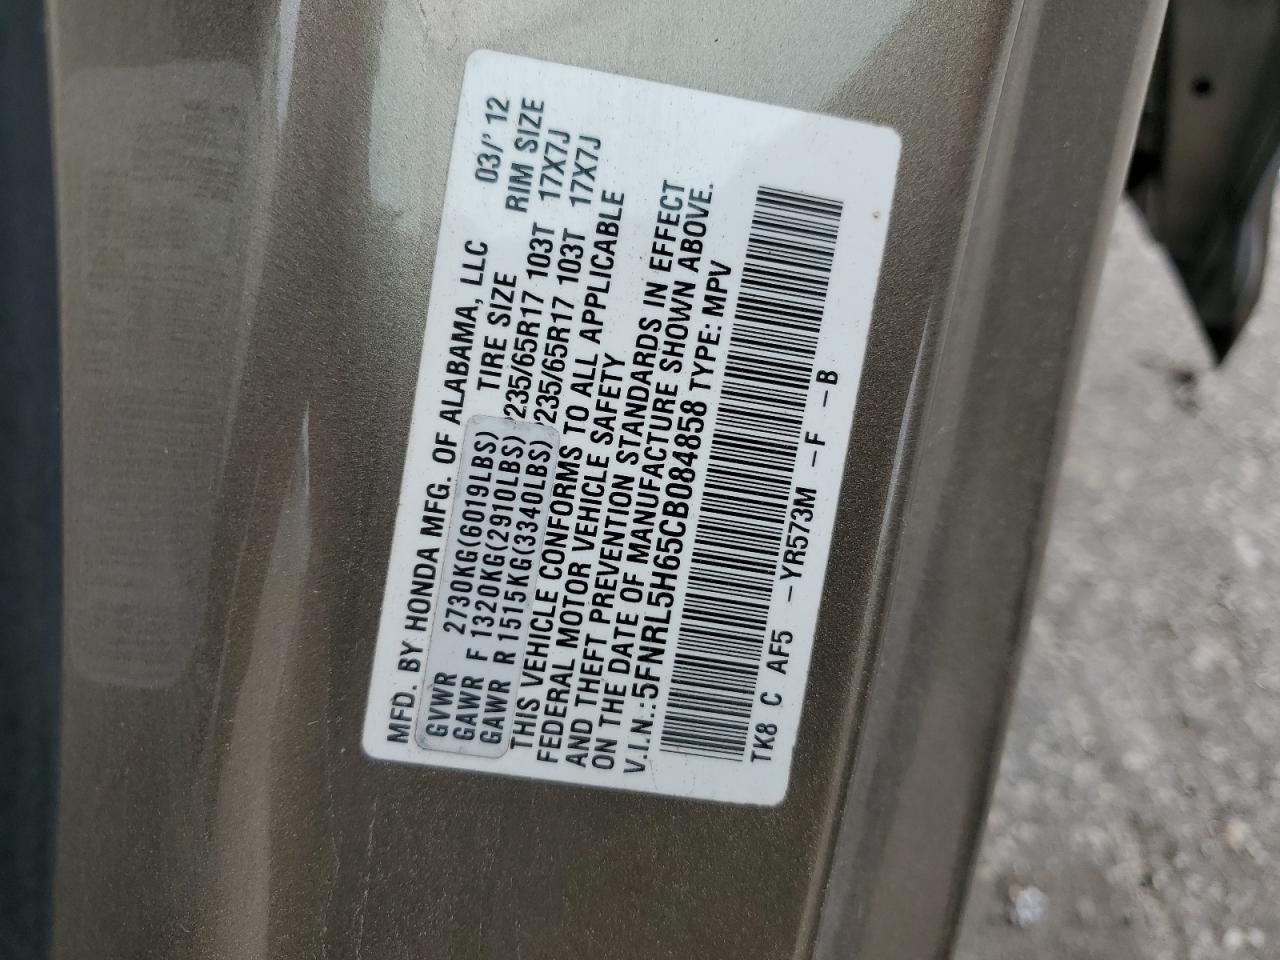 MFD. BY HONDA MFG. OF ALABAMA, LLC 03/' 12
TIRE SIZE RIM SIZE
GVWR 2730KG(6019LBS)
GAWR F 1320KG(2910LBS) 235/65R17 103T 17X7J
GAWR R 1515KG(3340LBS) 235/65R17 103T 17X7J
THIS VEHICLE CONFORMS TO ALL APPLICABLE
FEDERAL MOTOR VEHICLE SAFETY
AND THEFT PREVENTION STANDARDS IN EFFECT
ON THE DATE OF MANUFACTURE SHOWN ABOVE.
V.I.N.:5FNRL5H65CB084858 TYPE: MPV
TK8 C AF5 -YR573M -F -B